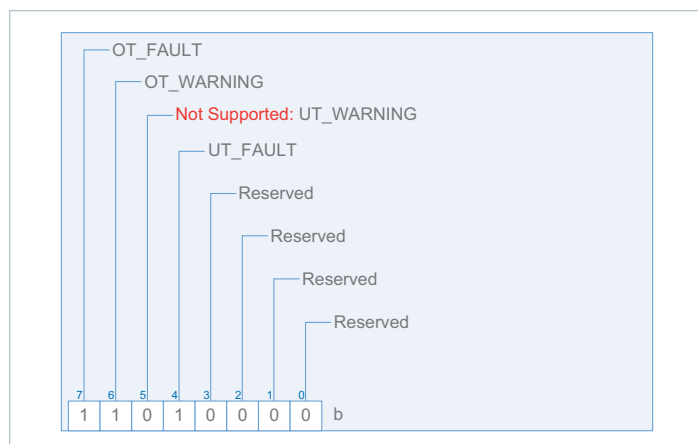 OT_FAULT
OT_WARNING
Not Supported: UT_WARNING
UT_FAULT
Reserved
Reserved
Reserved
Reserved
7 6 5 4 3 2 1 0
1 1 0 1 0 0 0 0 b